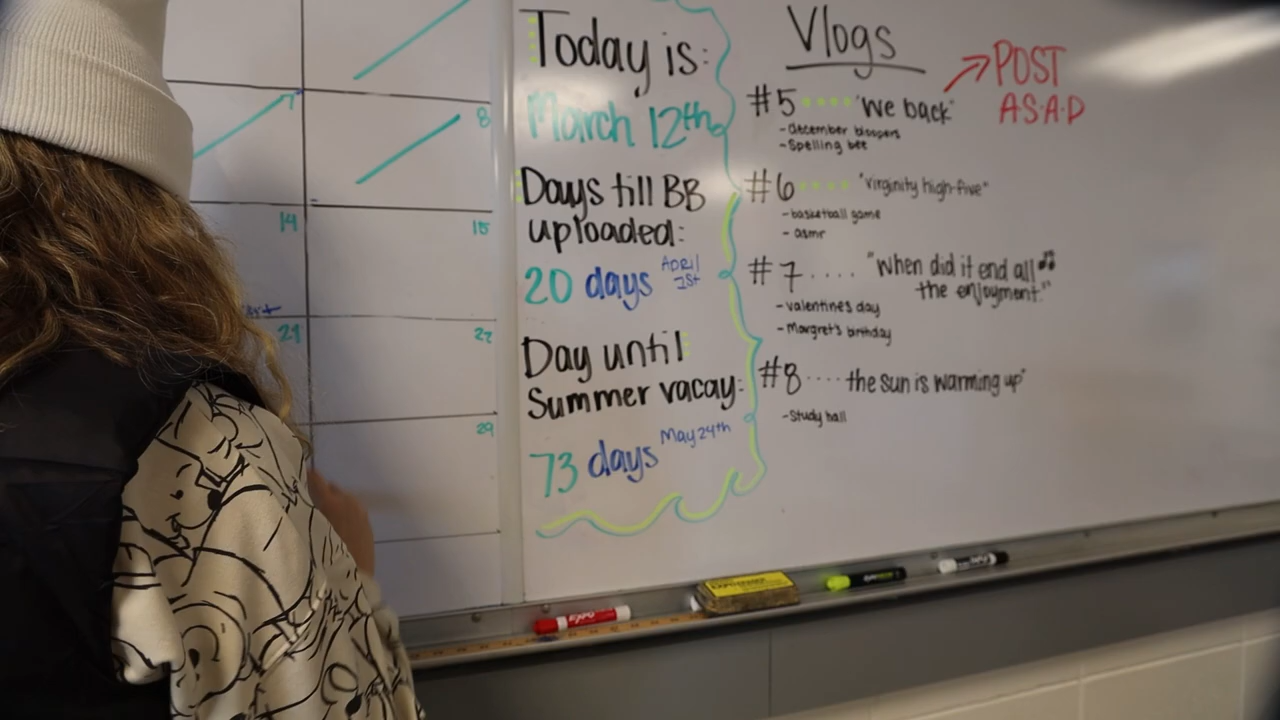 7
8
14
15
21
22
29
Today is:
March 12th
Days till BB
uploaded:
20 days APRIL 1st
Day until
Summer vacay:
73 days May 24th
Vlogs
#5 .... "We back" → POST A.S.A.P
- december bloopers
- Spelling bee
#6 .... "virginity high-five"
- basketball game
- asmr
#7 ..... "When did it end all
the enjoyment."
- valentines day
- Margret's birthday
#8 .... the sun is warming up"
- Study hall
EXPO